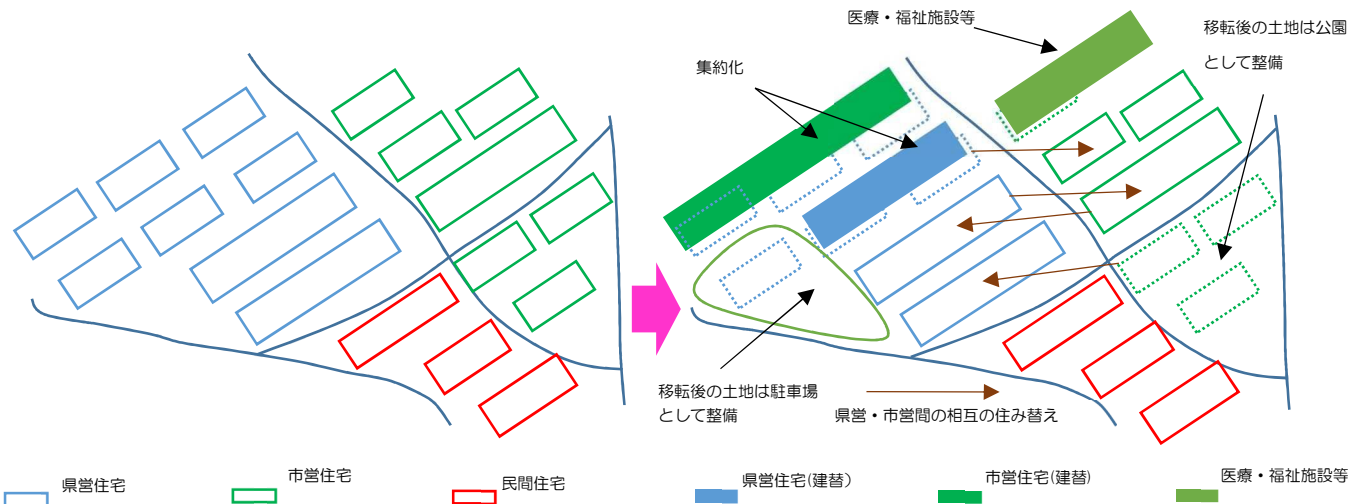 医療・福祉施設等
移転後の土地は公園
として整備
集約化
移転後の土地は駐車場
として整備
県営・市営間の相互の住み替え
県営住宅
市営住宅
民間住宅
県営住宅(建替)
市営住宅(建替)
医療・福祉施設等